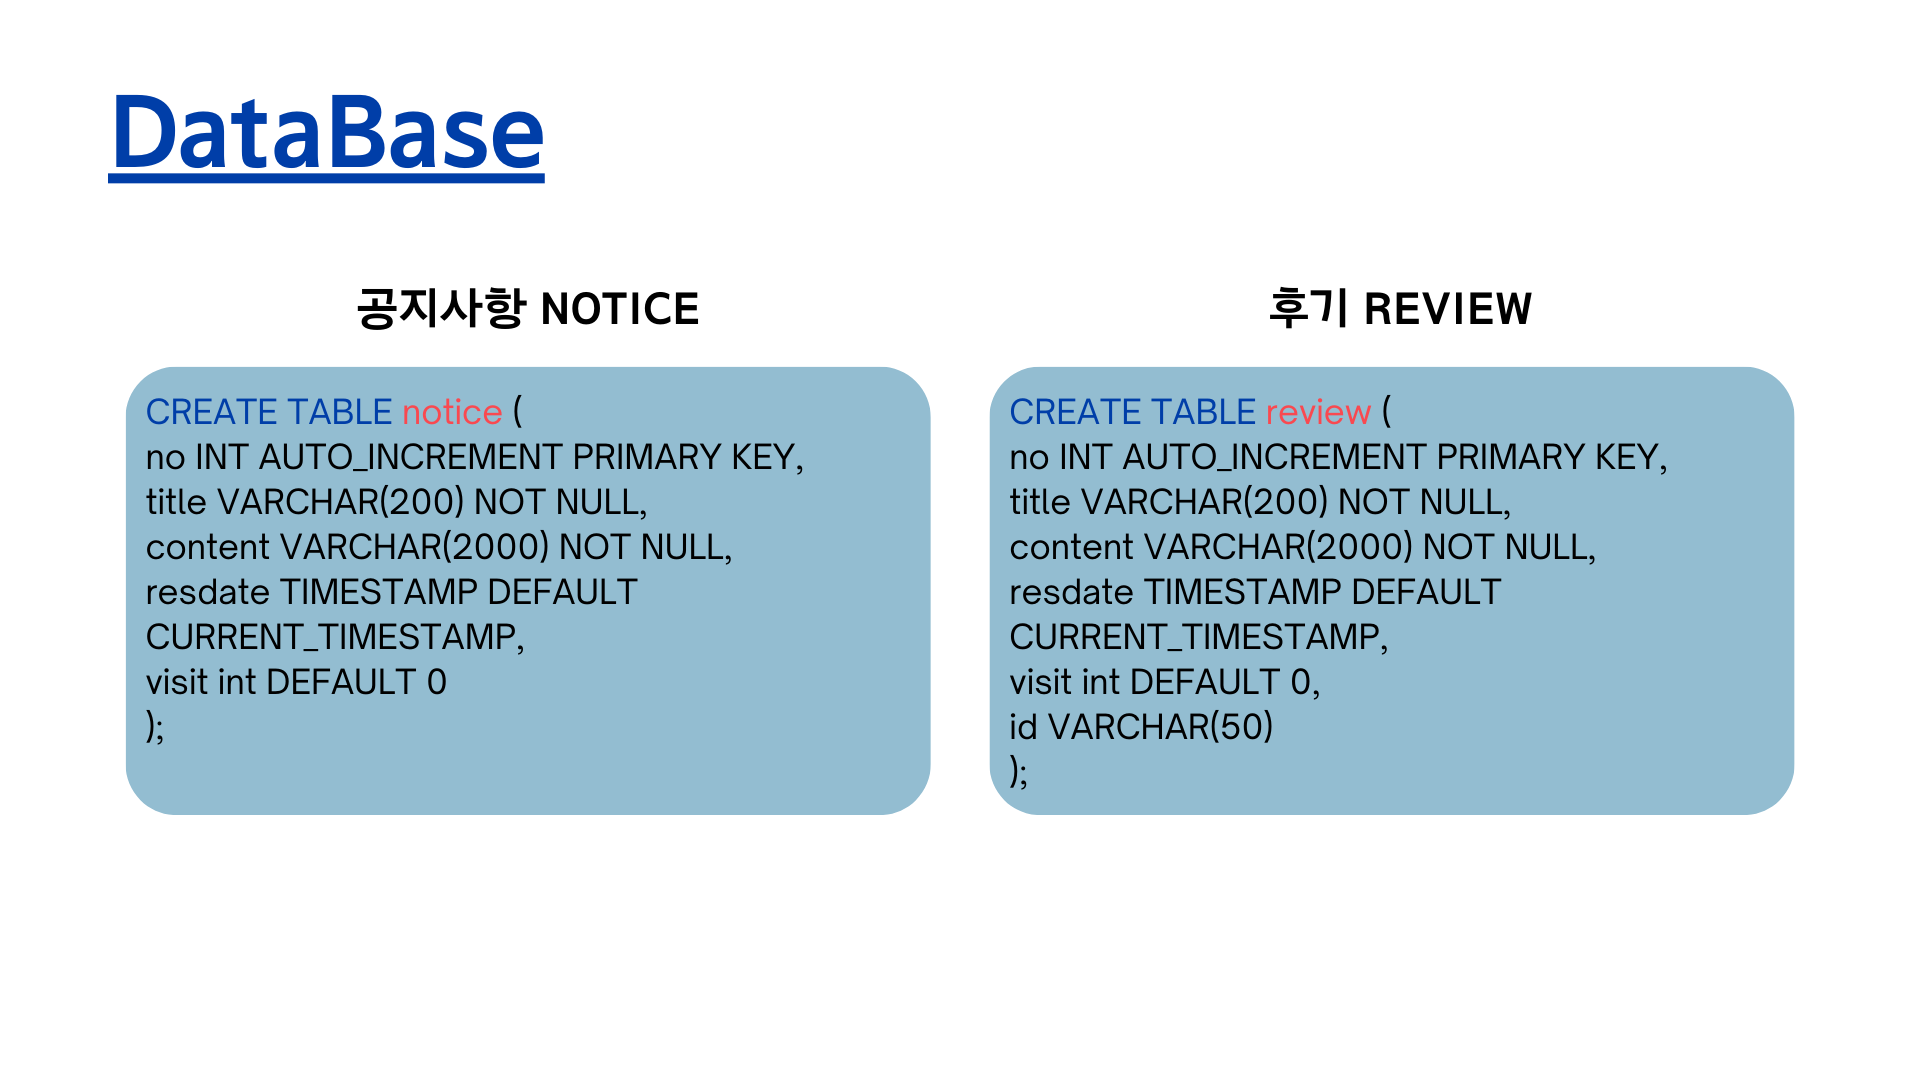 DataBase
공지사항 NOTICE
CREATE TABLE notice (
no INT AUTO_INCREMENT PRIMARY KEY,
title VARCHAR(200) NOT NULL,
content VARCHAR(2000) NOT NULL,
resdate TIMESTAMP DEFAULT
CURRENT_TIMESTAMP,
visit int DEFAULT 0
);
후기 REVIEW
CREATE TABLE review (
no INT AUTO_INCREMENT PRIMARY KEY,
title VARCHAR(200) NOT NULL,
content VARCHAR(2000) NOT NULL,
resdate TIMESTAMP DEFAULT
CURRENT_TIMESTAMP,
visit int DEFAULT 0,
id VARCHAR(50)
);